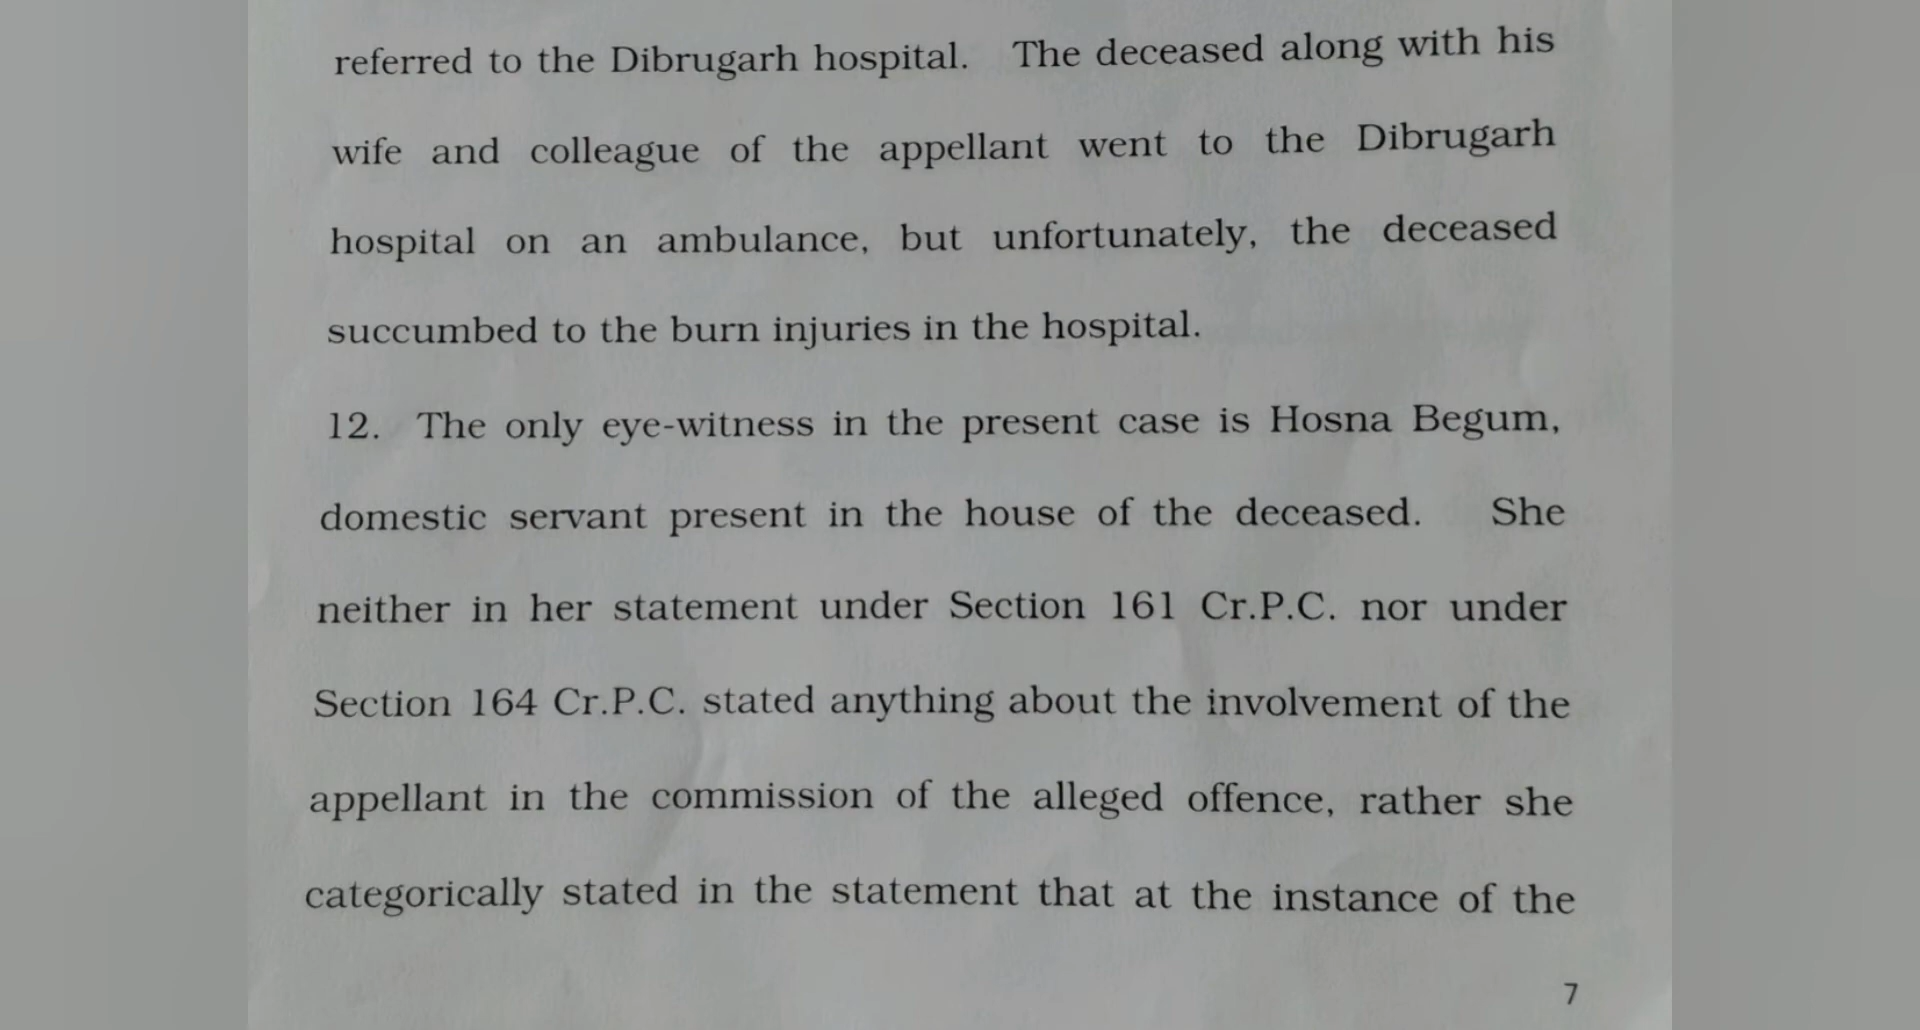 referred to the Dibrugarh hospital. The deceased along with his
wife and colleague of the appellant went to the Dibrugarh
hospital on an ambulance, but unfortunately, the deceased
succumbed to the burn injuries in the hospital.
12. The only eye-witness in the present case is Hosna Begum,
domestic servant present in the house of the deceased. She
neither in her statement under Section 161 Cr.P.C. nor under
Section 164 Cr.P.C. stated anything about the involvement of the
appellant in the commission of the alleged offence, rather she
categorically stated in the statement that at the instance of the
7